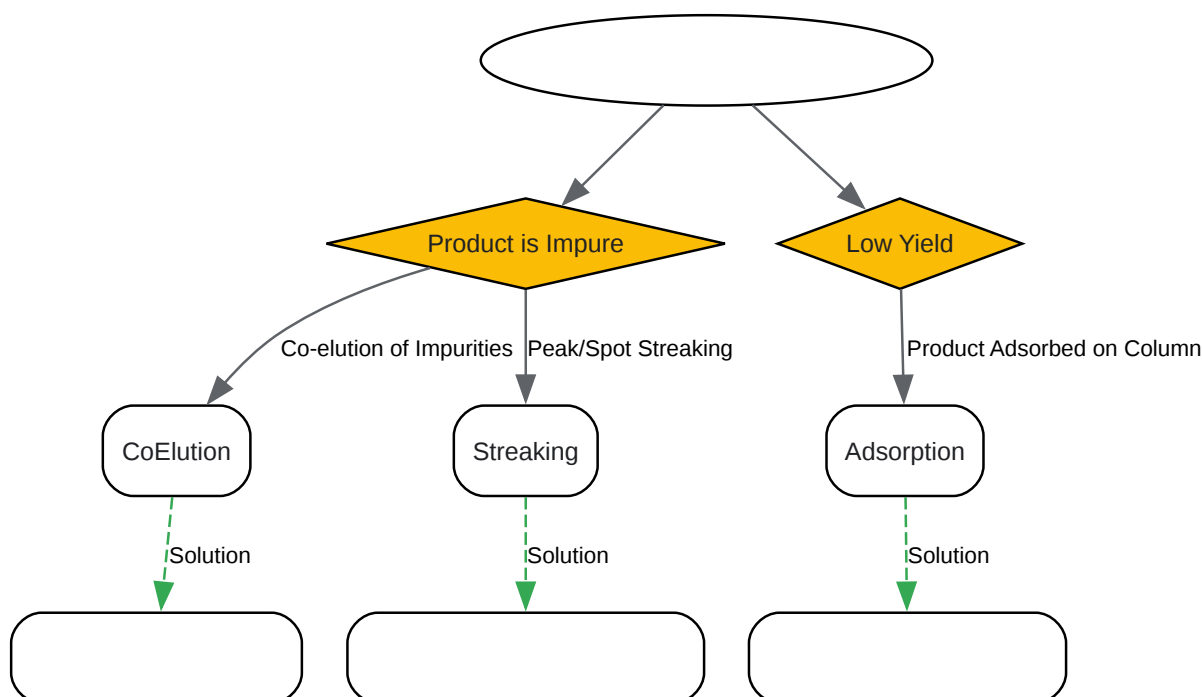 Product is Impure
Low Yield
Co-elution of Impurities
Peak/Spot Streaking
Product Adsorbed on Column
CoElution
Streaking
Adsorption
Solution
Solution
Solution